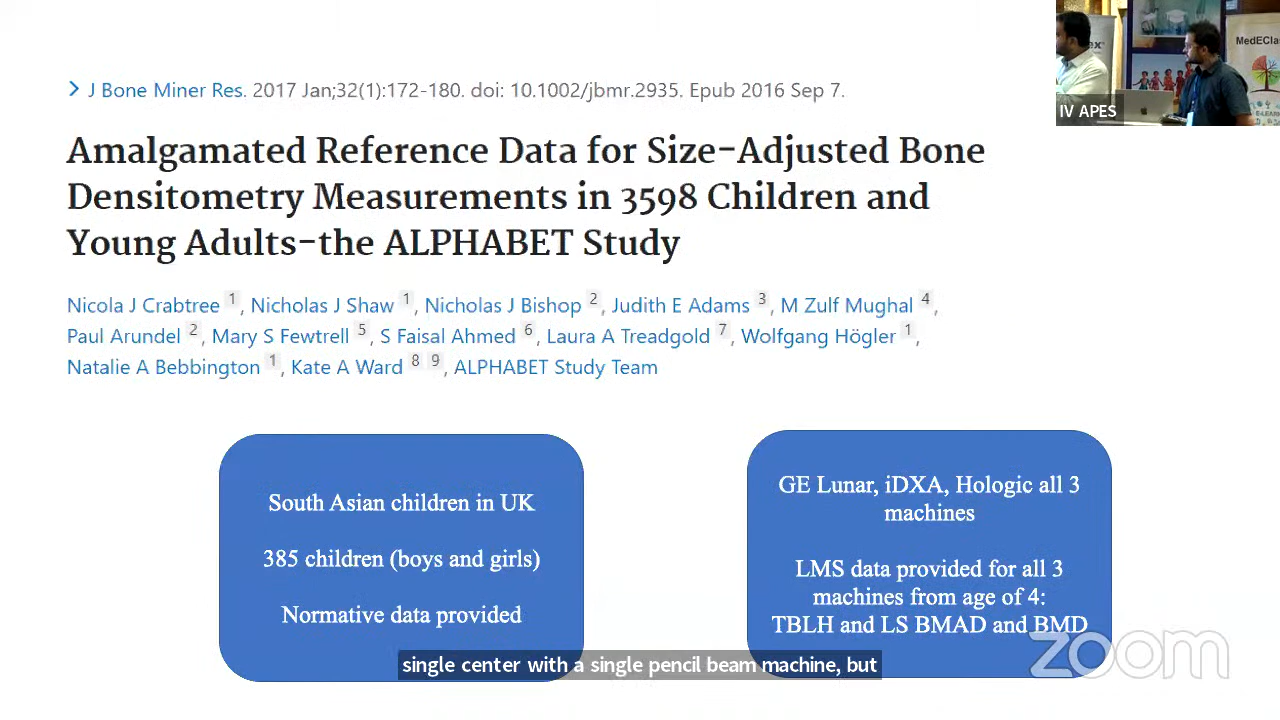 > J Bone Miner Res. 2017 Jan;32(1):172-180. doi: 10.1002/jbmr.2935. Epub 2016 Sep 7.
Amalgamated Reference Data for Size-Adjusted Bone
Densitometry Measurements in 3598 Children and
Young Adults-the ALPHABET Study
Nicola J Crabtree 1, Nicholas J Shaw 1, Nicholas J Bishop 2, Judith E Adams 3, M Zulf Mughal 4,
Paul Arundel 2, Mary S Fewtrell 5, S Faisal Ahmed 6, Laura A Treadgold 7, Wolfgang Högler 1,
Natalie A Bebbington 1, Kate A Ward 8 9, ALPHABET Study Team
South Asian children in UK
385 children (boys and girls)
Normative data provided
GE Lunar, iDXA, Hologic all 3
machines
LMS data provided for all 3
machines from age of 4:
TBLH and LS BMAD and BMD
single center with a single pencil beam machine, but
zoom
IV APES
MedECla